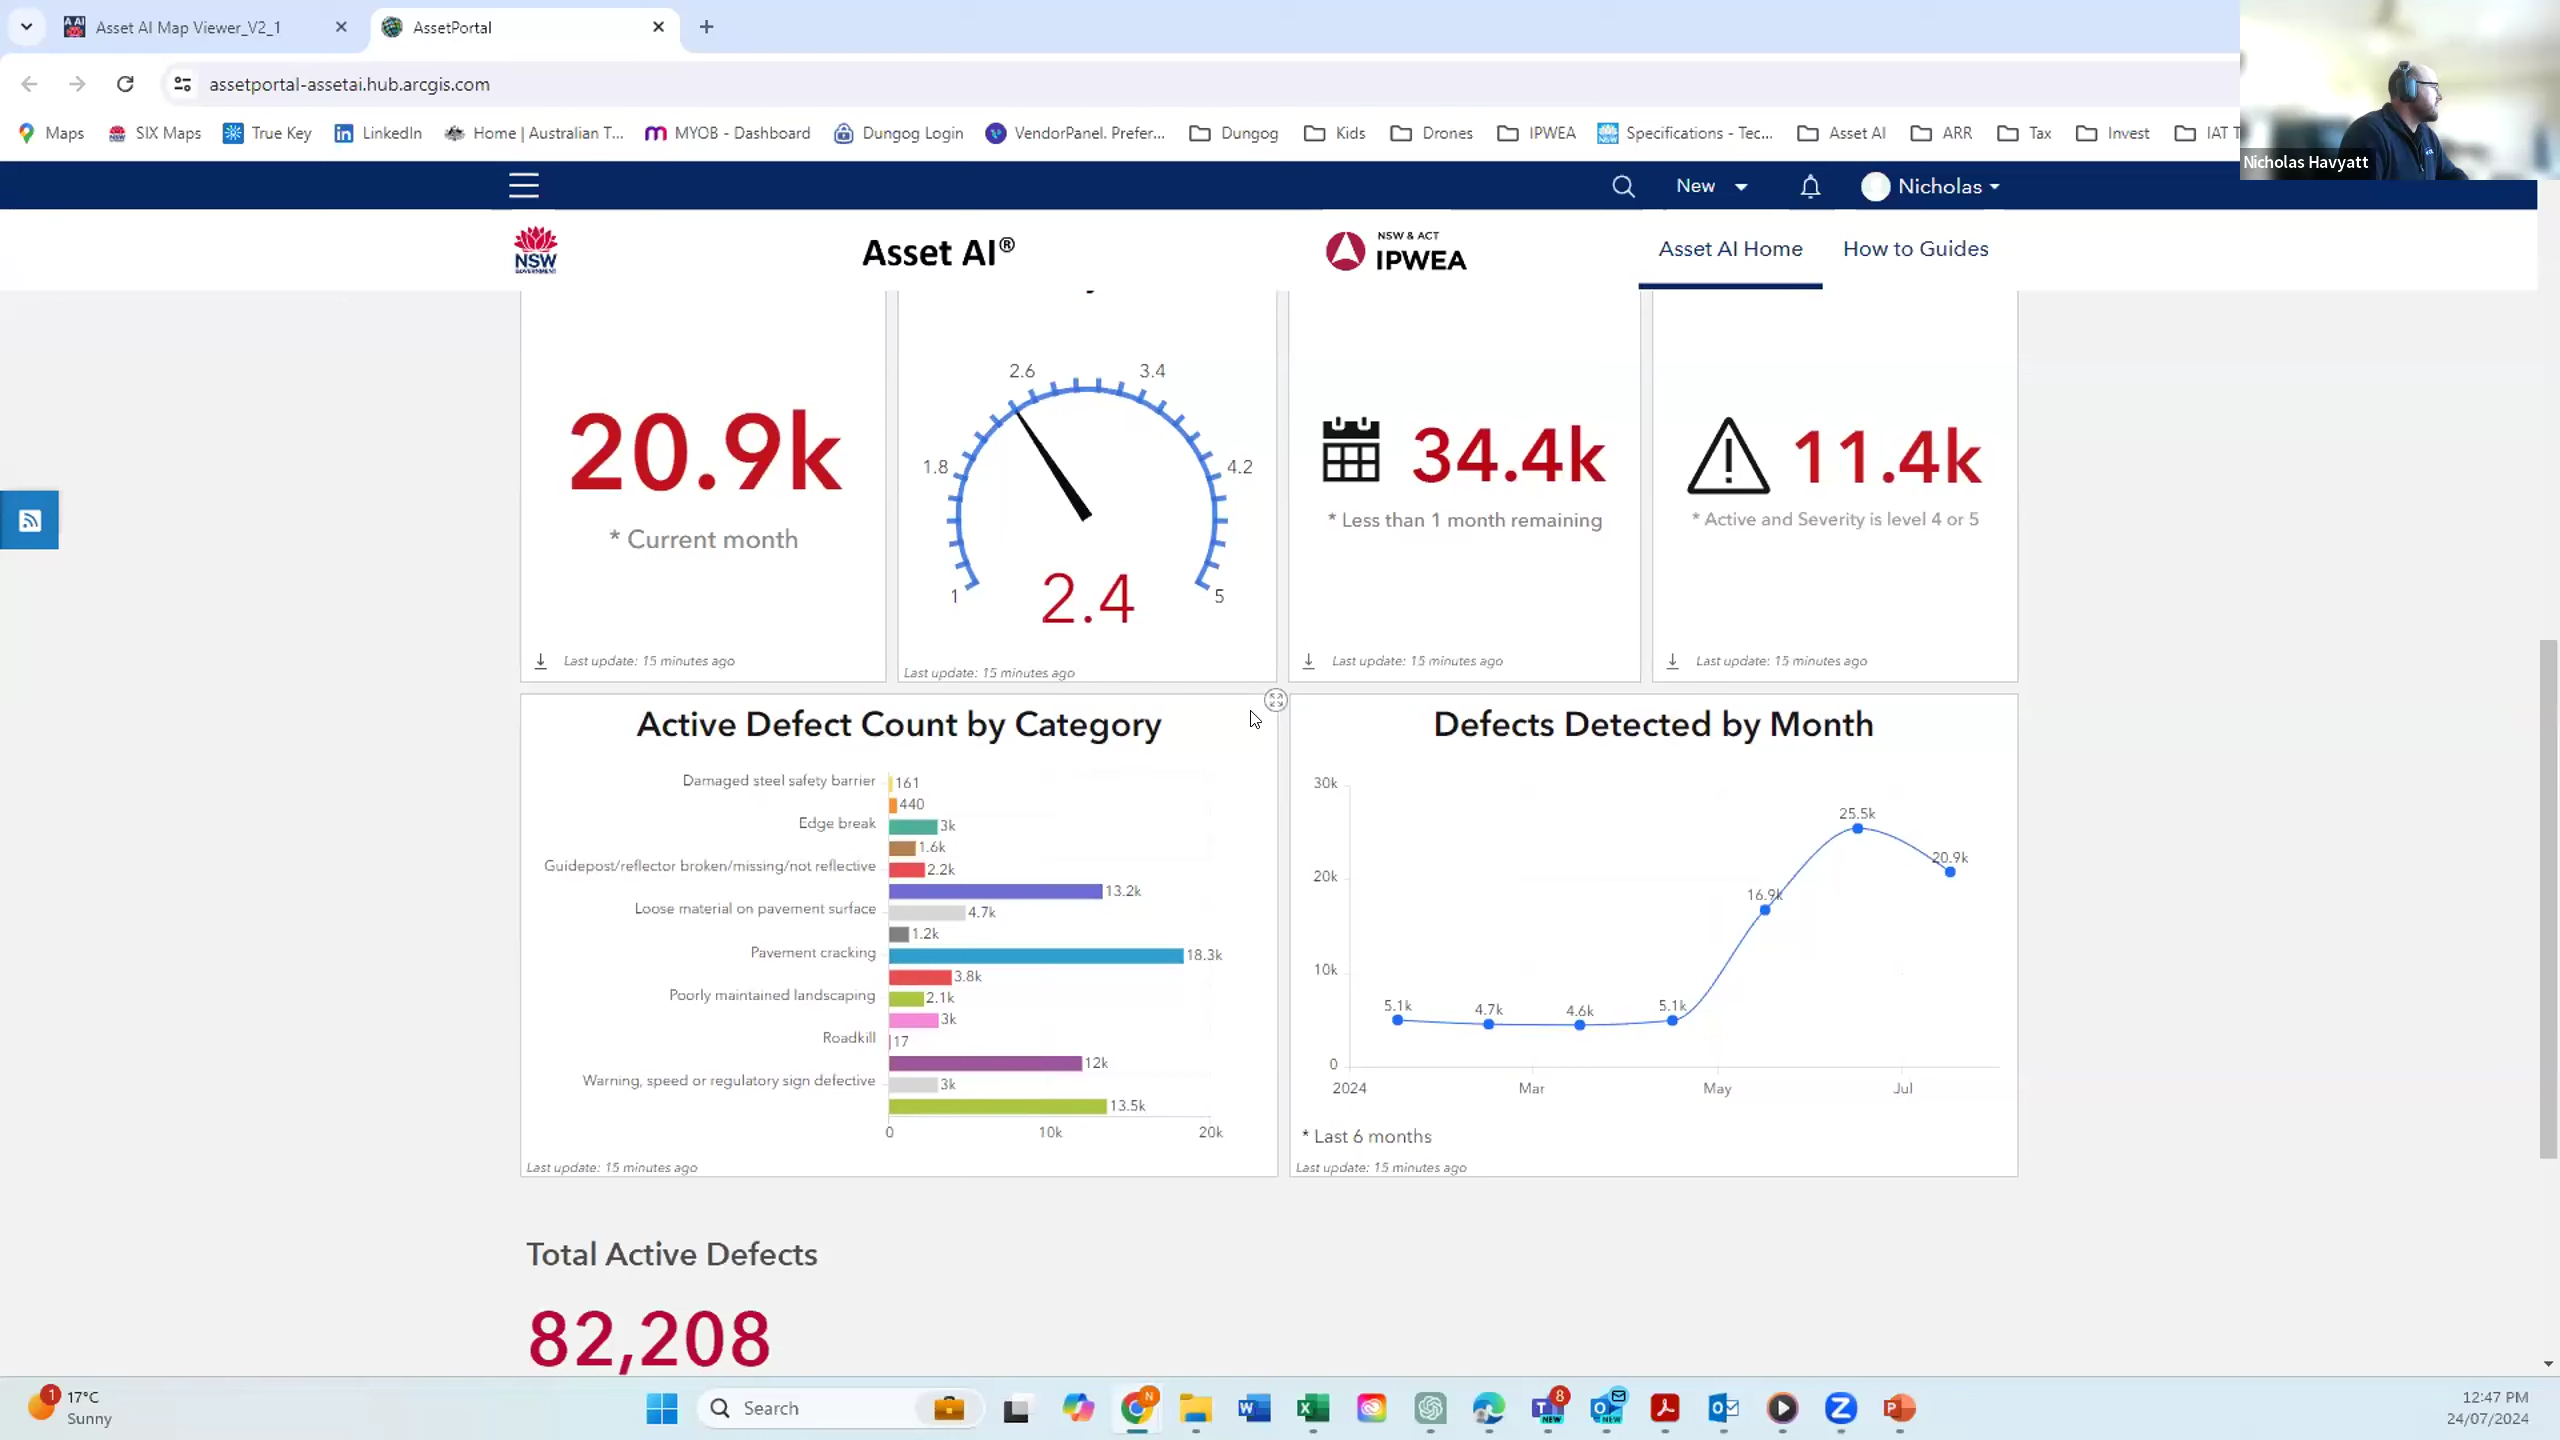 Asset AI Map Viewer_V2_1
AssetPortal
assetportal-assetai.hub.arcgis.com
Maps
SIX Maps
True Key
LinkedIn
Home | Australian T...
MYOB - Dashboard
Dungog Login
VendorPanel. Prefer...
Dungog
Kids
Drones
IPWEA
Specifications - Tec...
Asset AI
ARR
Tax
Invest
IAT T
Nicholas Havyatt
New
Nicholas
NSW
GOVERNMENT
Asset AI®
NSW & ACT
IPWEA
Asset AI Home
How to Guides
20.9k
* Current month
Last update: 15 minutes ago
1
1.8
2.6
3.4
4.2
5
2.4
Last update: 15 minutes ago
34.4k
* Less than 1 month remaining
Last update: 15 minutes ago
11.4k
* Active and Severity is level 4 or 5
Last update: 15 minutes ago
Active Defect Count by Category
Damaged steel safety barrier 161
440
Edge break 3k
1.6k
Guidepost/reflector broken/missing/not reflective 2.2k
13.2k
Loose material on pavement surface 4.7k
1.2k
Pavement cracking 18.3k
3.8k
Poorly maintained landscaping 2.1k
3k
Roadkill 17
12k
Warning, speed or regulatory sign defective 3k
13.5k
0 10k 20k
Last update: 15 minutes ago
Defects Detected by Month
30k
20k
10k
0
5.1k
4.7k
4.6k
5.1k
16.9k
25.5k
20.9k
2024 Mar May Jul
* Last 6 months
Last update: 15 minutes ago
Total Active Defects
82,208
1
17°C
Sunny
Search
N
8
NEW
NEW
12:47 PM
24/07/2024